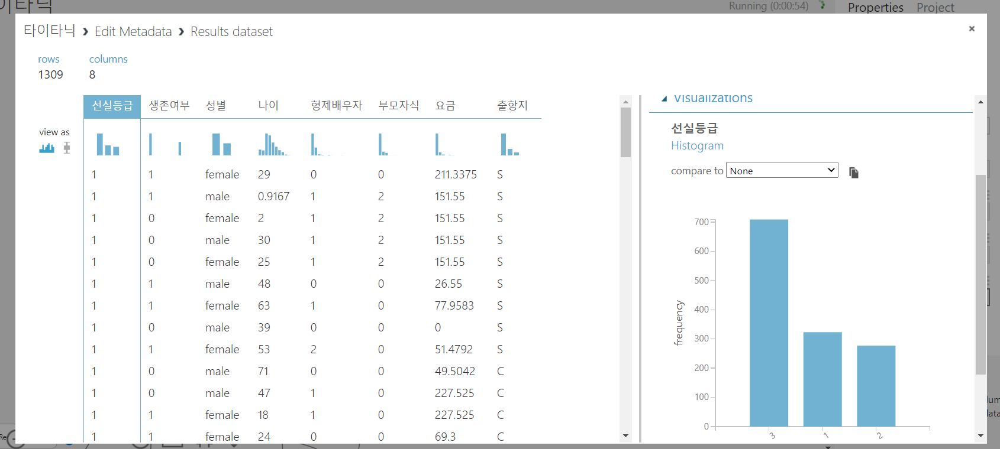 이타닉
Running (0:00:54)
Properties Project
타이타닉 › Edit Metadata › Results dataset
rows columns
1309 8
선실등급 생존여부 성별 나이 형제배우자 부모자식 요금 출항지
view as
1 1 female 29 0 0 211.3375 S
1 1 male 0.9167 1 2 151.55 S
1 0 female 2 1 2 151.55 S
1 0 male 30 1 2 151.55 S
1 0 female 25 1 2 151.55 S
1 1 male 48 0 0 26.55 S
1 1 female 63 1 0 77.9583 S
1 0 male 39 0 0 0 S
1 1 female 53 2 0 51.4792 S
1 0 male 71 0 0 49.5042 C
1 0 male 47 1 0 227.525 C
1 1 female 18 1 0 227.525 C
1 1 female 24 0 0 69.3 C
Visualizations
선실등급
Histogram
compare to None
frequency
700
600
500
400
300
200
100
0
3 1 2